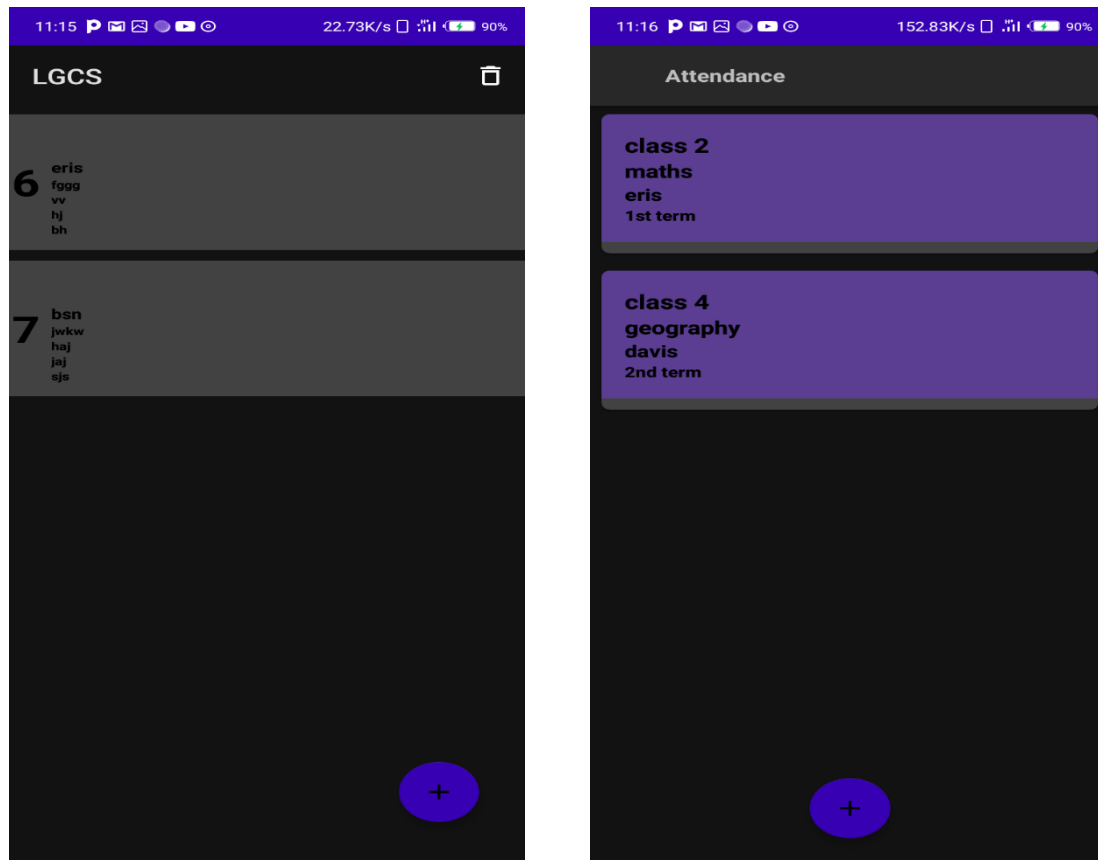 11:15 22.73K/s 90%
LGCS
6
eris
fggg
vv
hj
bh
7
bsn
jwkw
haj
jaj
sjs
+
11:16 152.83K/s 90%
Attendance
class 2
maths
eris
1st term
class 4
geography
davis
2nd term
+